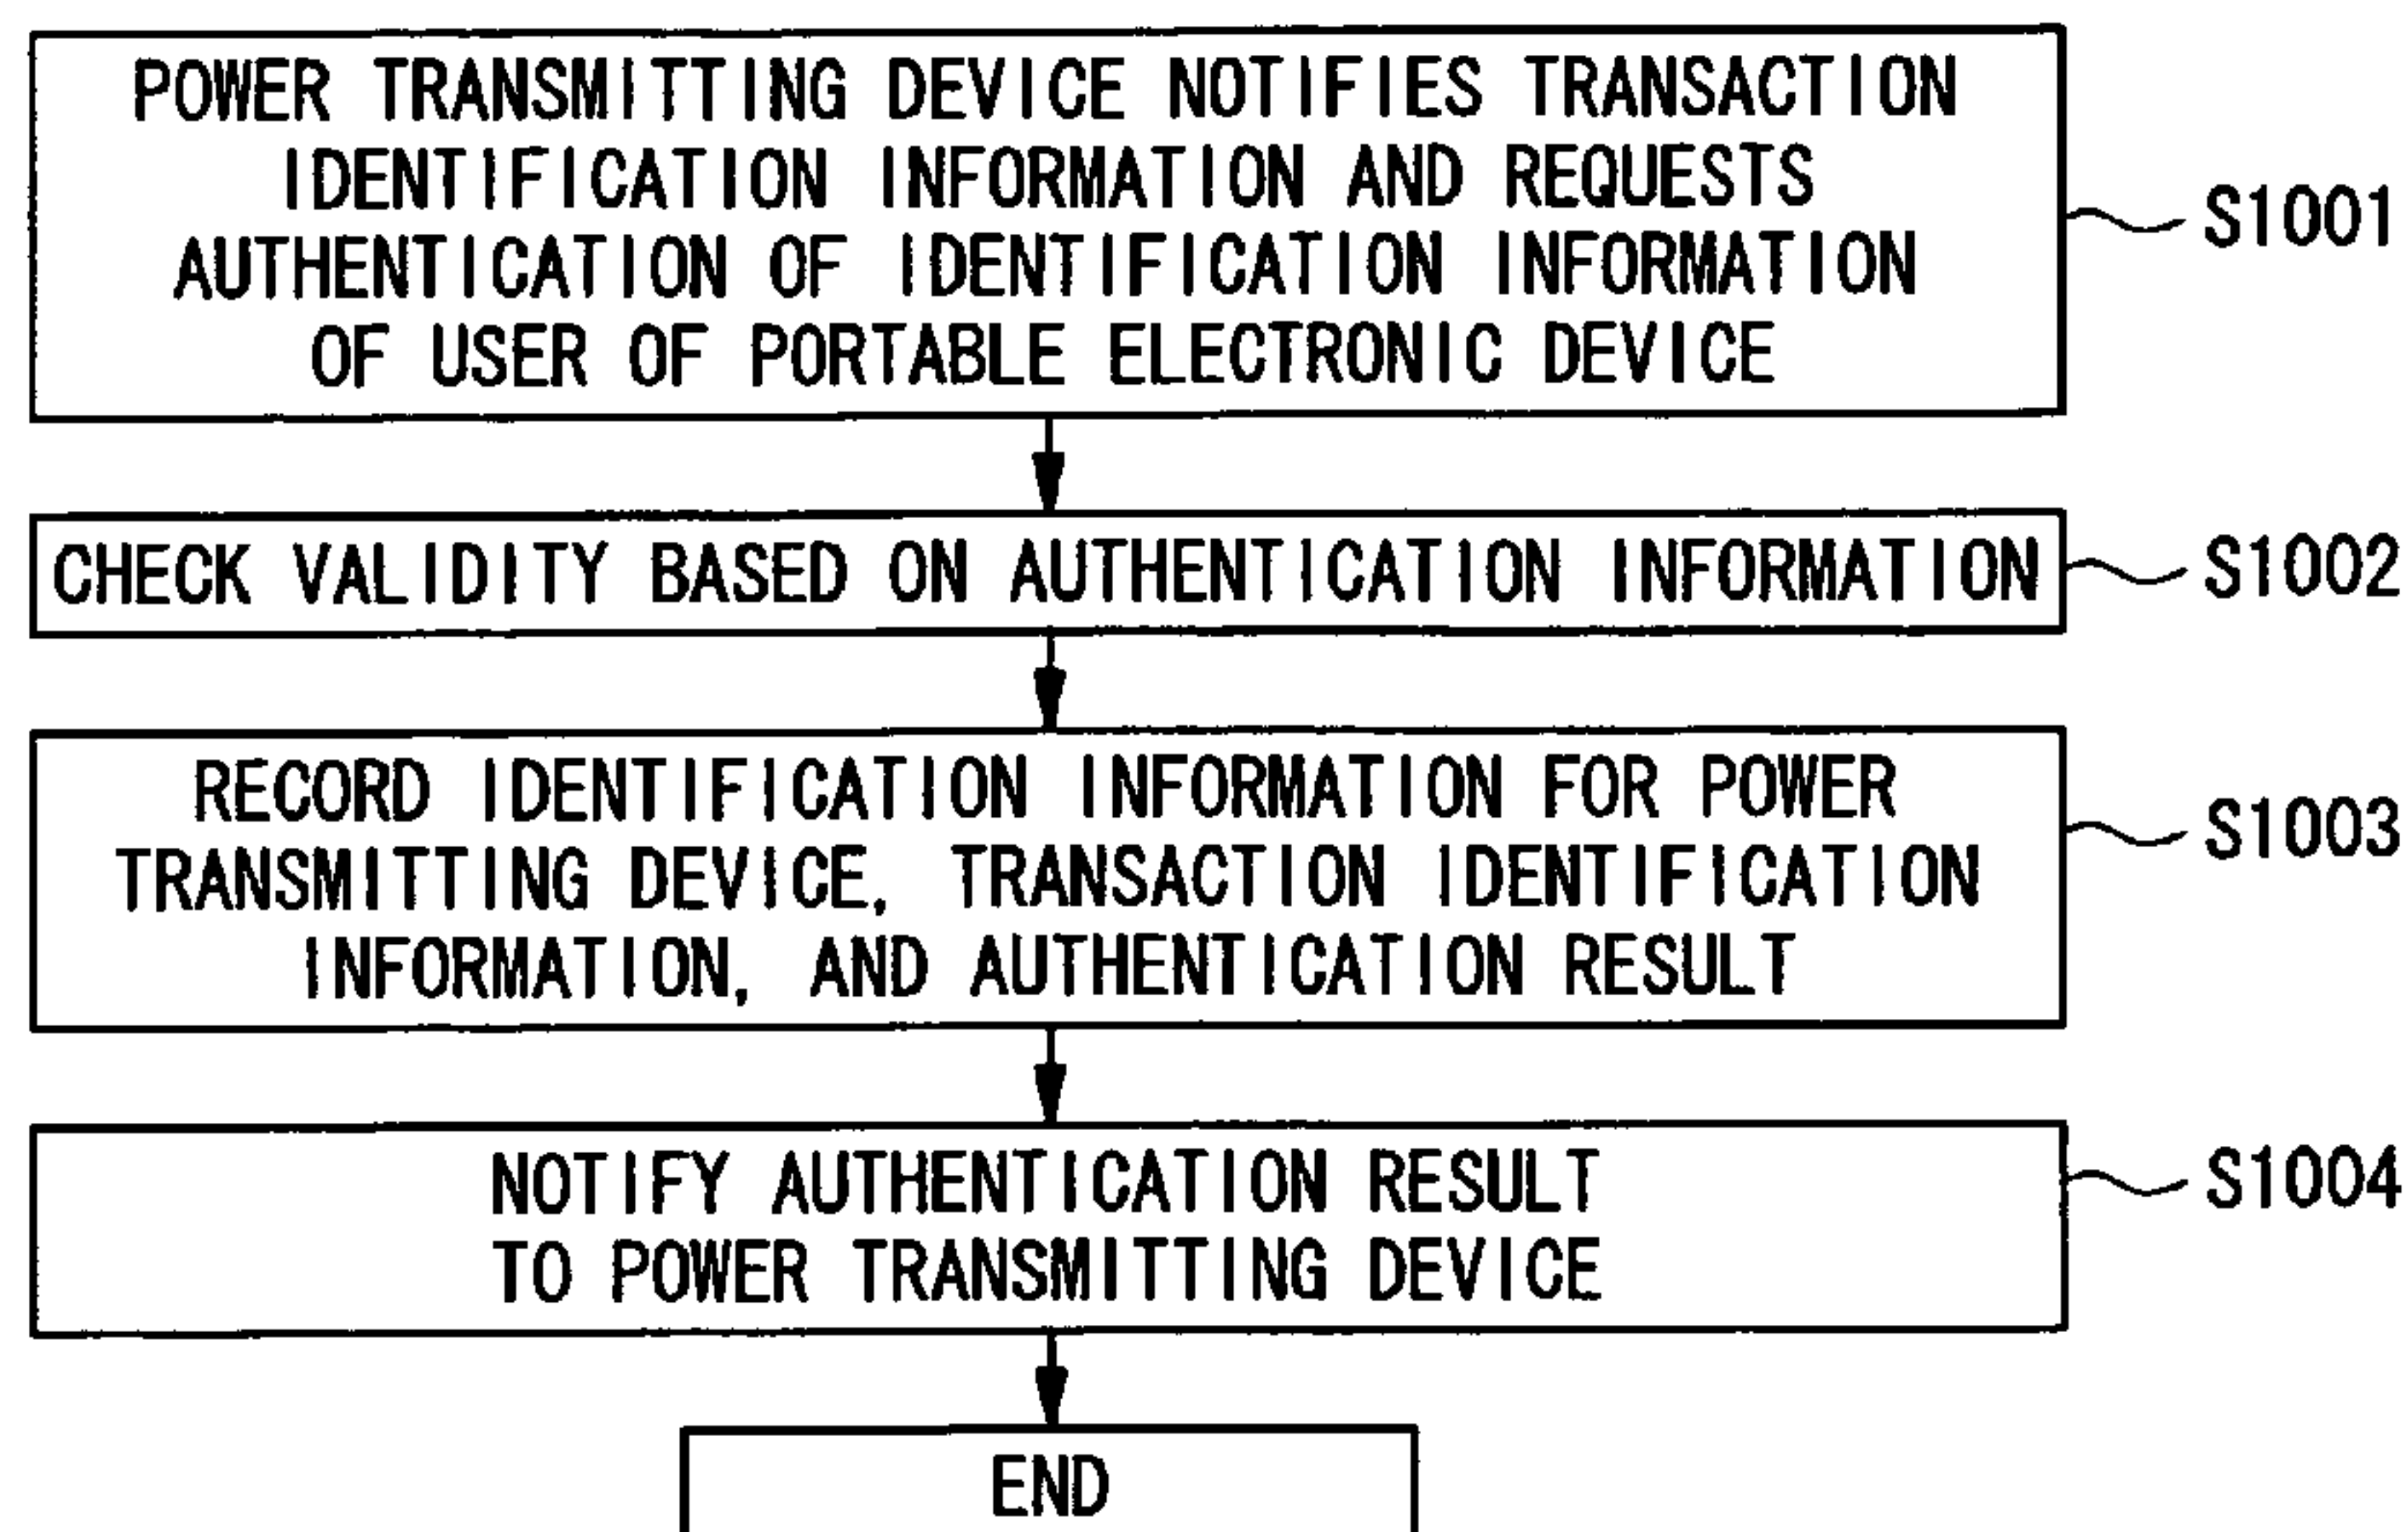 POWER TRANSMITTING DEVICE NOTIFIES TRANSACTION
IDENTIFICATION INFORMATION AND REQUESTS
AUTHENTICATION OF IDENTIFICATION INFORMATION
OF USER OF PORTABLE ELECTRONIC DEVICE
S1001
CHECK VALIDITY BASED ON AUTHENTICATION INFORMATION
S1002
RECORD IDENTIFICATION INFORMATION FOR POWER
TRANSMITTING DEVICE, TRANSACTION IDENTIFICATION
INFORMATION, AND AUTHENTICATION RESULT
S1003
NOTIFY AUTHENTICATION RESULT
TO POWER TRANSMITTING DEVICE
S1004
END